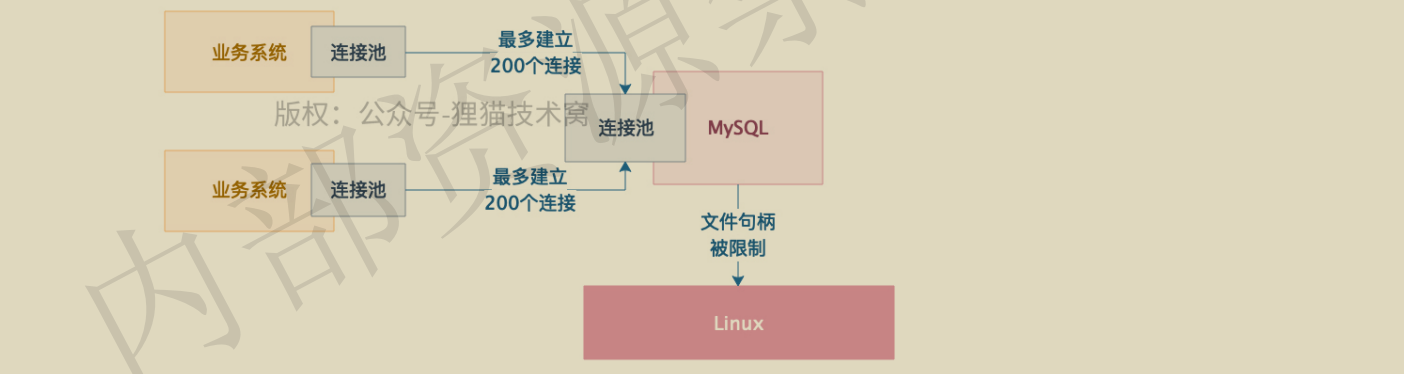 业务系统
连接池
最多建立
200个连接
版权：公众号-狸猫技术窝
连接池
MySQL
业务系统
连接池
最多建立
200个连接
文件句柄
被限制
Linux
内部资源